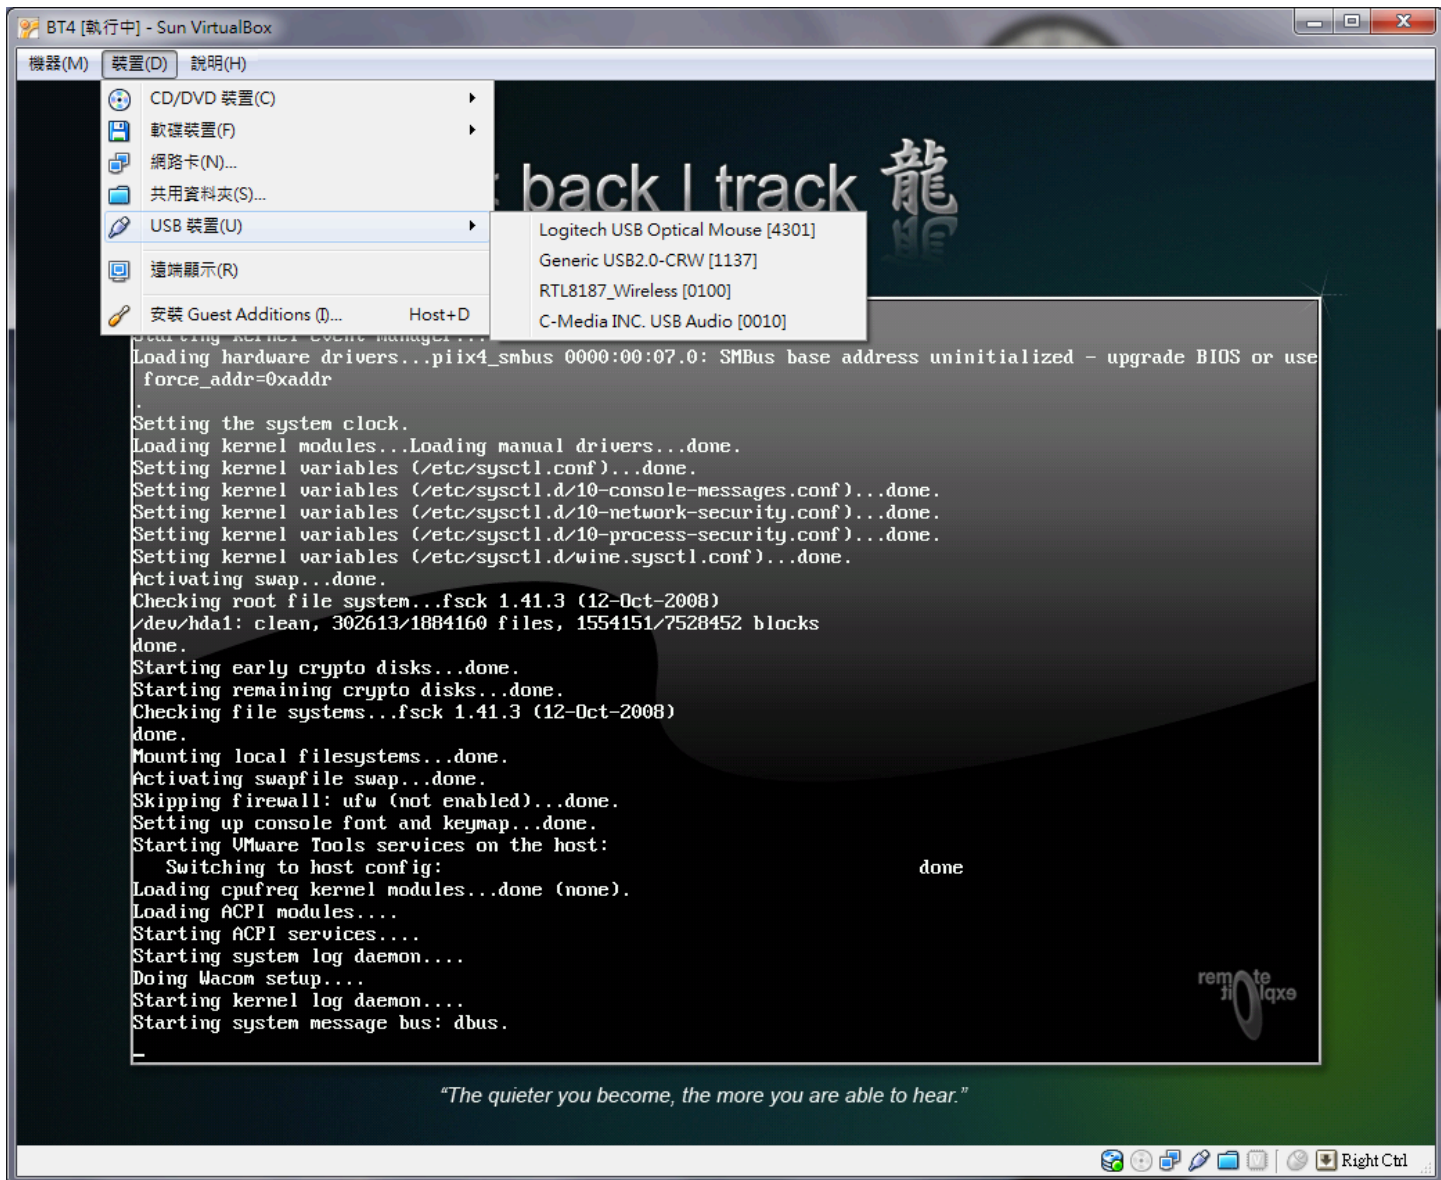 BT4 [執行中] - Sun VirtualBox
機器(M) 裝置(D) 說明(H)
CD/DVD 裝置(C)
軟碟裝置(F)
網路卡(N)...
共用資料夾(S)...
USB 裝置(U)
遠端顯示(R)
安裝 Guest Additions (I)... Host+D
Logitech USB Optical Mouse [4301]
Generic USB2.0-CRW [1137]
RTL8187_Wireless [0100]
C-Media INC. USB Audio [0010]
back | track 龍
Starting kernel event manager...
Loading hardware drivers...piix4_smbus 0000:00:07.0: SMBus base address uninitialized - upgrade BIOS or use
force_addr=0xaddr
.
Setting the system clock.
Loading kernel modules...Loading manual drivers...done.
Setting kernel variables (/etc/sysctl.conf)...done.
Setting kernel variables (/etc/sysctl.d/10-console-messages.conf)...done.
Setting kernel variables (/etc/sysctl.d/10-network-security.conf)...done.
Setting kernel variables (/etc/sysctl.d/10-process-security.conf)...done.
Setting kernel variables (/etc/sysctl.d/wine.sysctl.conf)...done.
Activating swap...done.
Checking root file system...fsck 1.41.3 (12-Oct-2008)
/dev/hda1: clean, 302613/1884160 files, 1554151/7528452 blocks
done.
Starting early crypto disks...done.
Starting remaining crypto disks...done.
Checking file systems...fsck 1.41.3 (12-Oct-2008)
done.
Mounting local filesystems...done.
Activating swapfile swap...done.
Skipping firewall: ufw (not enabled)...done.
Setting up console font and keymap...done.
Starting VMware Tools services on the host:
Switching to host config: done
Loading cpufreq kernel modules...done (none).
Loading ACPI modules....
Starting ACPI services....
Starting system log daemon....
Doing Wacom setup....
Starting kernel log daemon....
Starting system message bus: dbus.
remote
“The quieter you become, the more you are able to hear.”
Right Ctrl